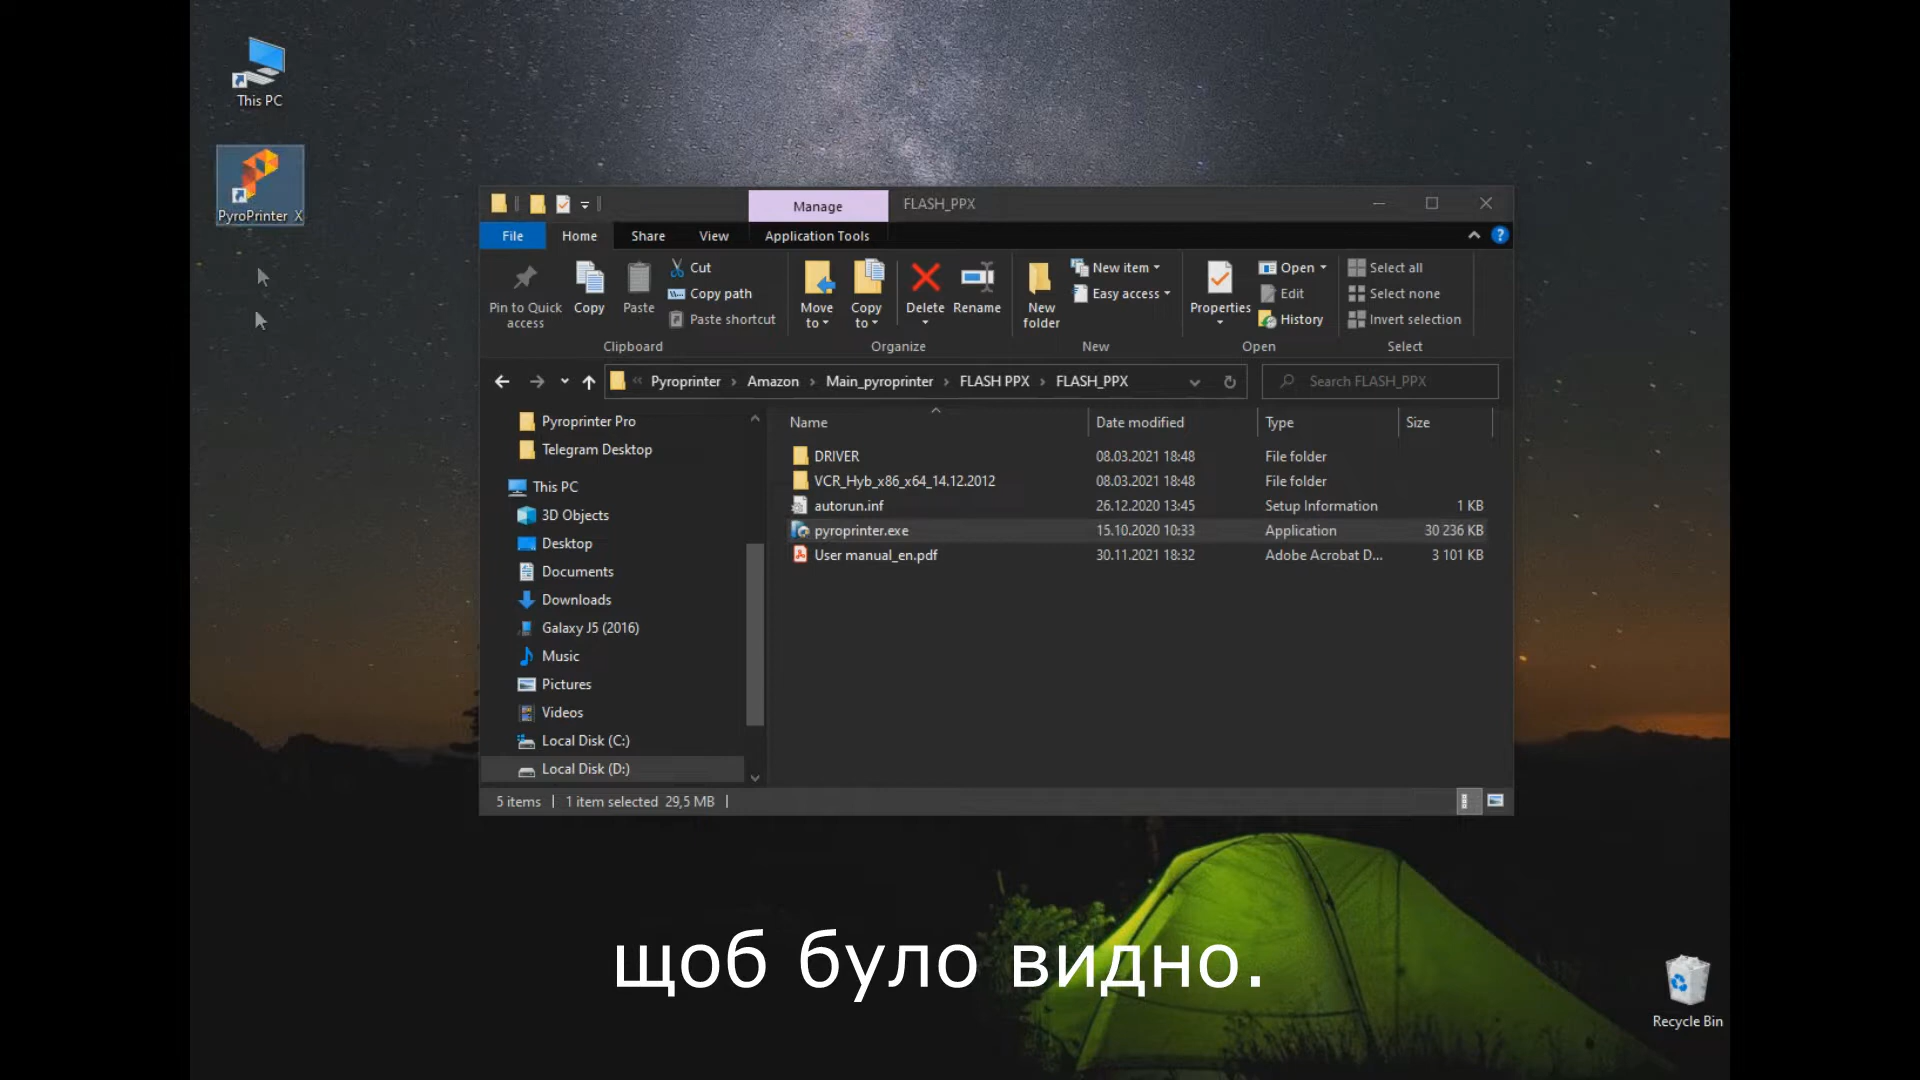 This PC
PyroPrinter X
Manage
FLASH_PPX
File
Home
Share
View
Application Tools
Pin to Quick access
Copy
Paste
Cut
Copy path
Paste shortcut
Clipboard
Move to
Copy to
Delete
Rename
Organize
New folder
New item
Easy access
New
Properties
Open
Edit
History
Open
Select all
Select none
Invert selection
Select
« Pyroprinter › Amazon › Main_pyroprinter › FLASH PPX › FLASH_PPX
Search FLASH_PPX
Pyroprinter Pro
Telegram Desktop
This PC
3D Objects
Desktop
Documents
Downloads
Galaxy J5 (2016)
Music
Pictures
Videos
Local Disk (C:)
Local Disk (D:)
Name Date modified Type Size
DRIVER 08.03.2021 18:48 File folder
VCR_Hyb_x86_x64_14.12.2012 08.03.2021 18:48 File folder
autorun.inf 26.12.2020 13:45 Setup Information 1 KB
pyroprinter.exe 15.10.2020 10:33 Application 30 236 KB
User manual_en.pdf 30.11.2021 18:32 Adobe Acrobat D... 3 101 KB
5 items 1 item selected 29,5 MB
щоб було видно.
Recycle Bin